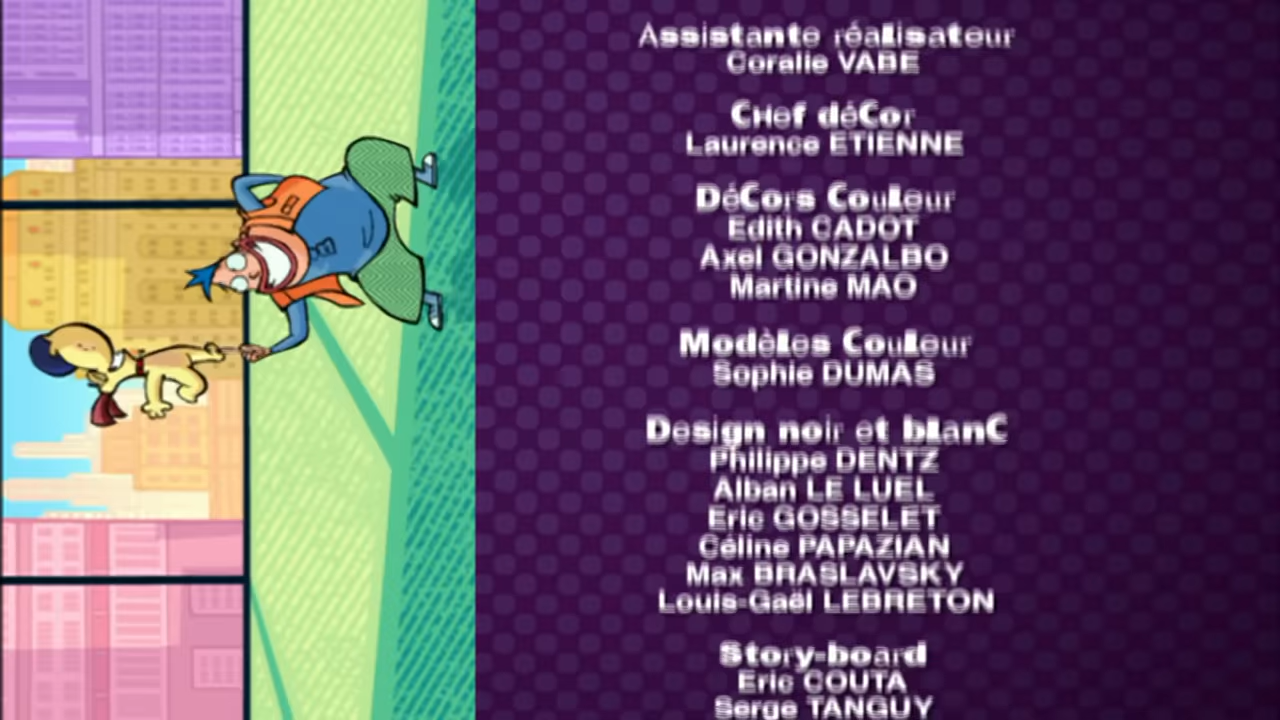 Assistante réalisateur
Coralie VABE
CHef déCor
Laurence ETIENNE
DéCors CouLeur
Edith CADOT
Axel GONZALBO
Martine MAO
ModèLes CouLeur
Sophie DUMAS
Design noir et bLanC
Philippe DENTZ
Alban LE LUEL
Eric GOSSELET
Céline PAPAZIAN
Max BRASLAVSKY
Louis-Gaël LEBRETON
Story-board
Eric COUTA
Serge TANGUY